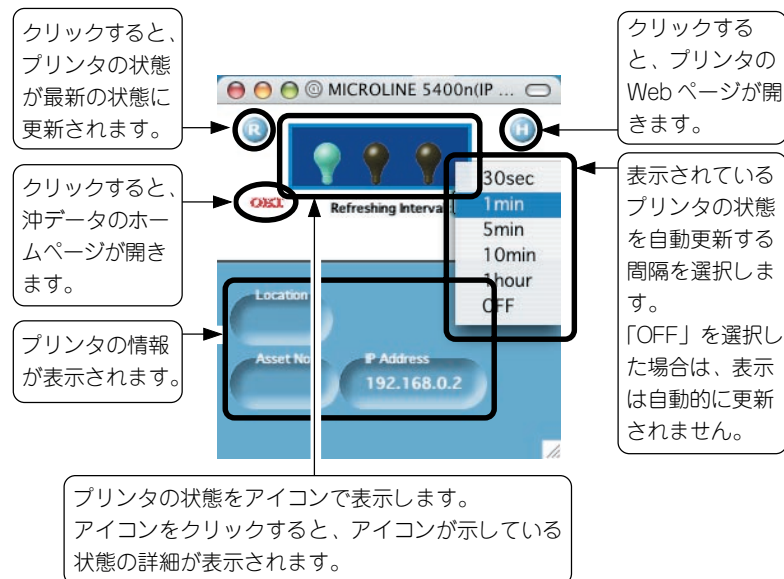 クリックすると、
プリンタの状態
が最新の状態に
更新されます。
クリックする
と、プリンタの
Web ページが開
きます。
@ MICROLINE 5400n(IP ...
R
H
クリックすると、
沖データのホー
ムページが開き
ます。
OKI
Refreshing Interval
30sec
1min
5min
10min
1hour
OFF
表示されている
プリンタの状態
を自動更新する
間隔を選択しま
す。
「OFF」を選択し
た場合は、表示
は自動的に更新
されません。
プリンタの情報
が表示されます。
Location
Asset No
IP Address
192.168.0.2
プリンタの状態をアイコンで表示します。
アイコンをクリックすると、アイコンが示している
状態の詳細が表示されます。